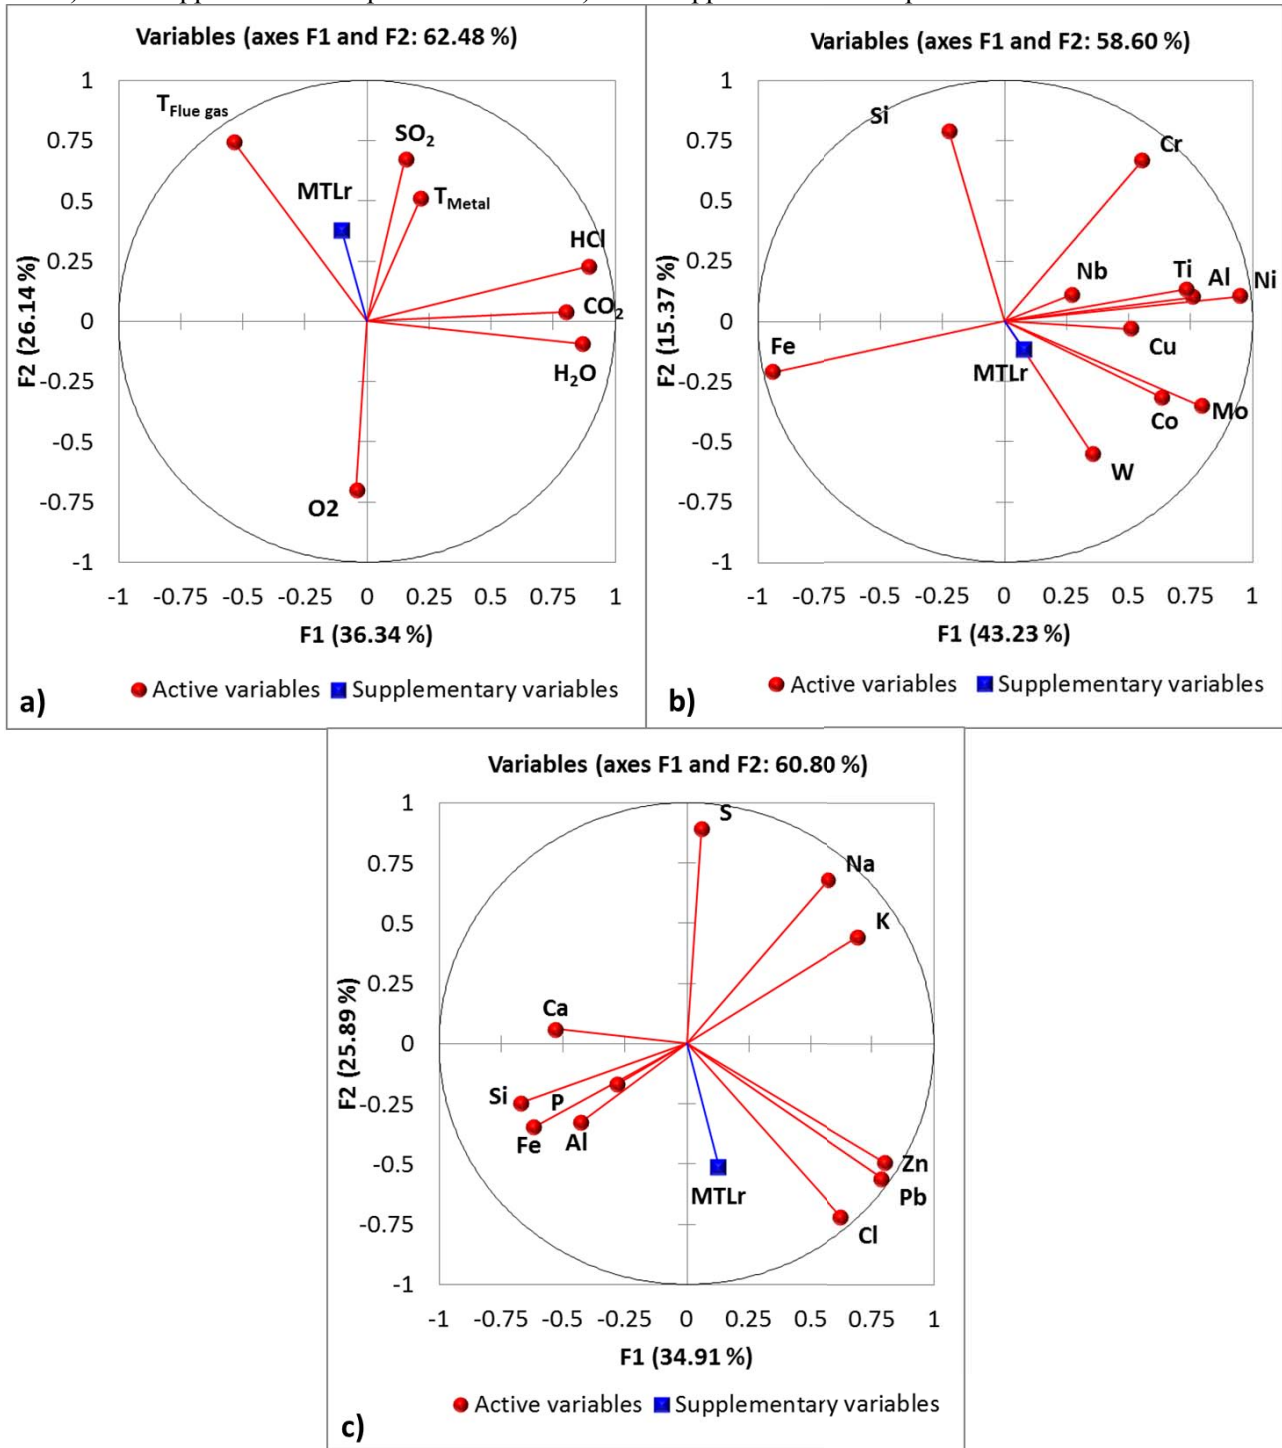 Variables (axes F1 and F2: 62.48 %)
1
0.75
0.5
0.25
0
-0.25
-0.5
-0.75
-1
F2 (26.14 %)
TFlue gas
SO2
MTLr
TMetal
HCl
CO2
H2O
O2
-1 -0.75 -0.5 -0.25 0 0.25 0.5 0.75 1
F1 (36.34 %)
Active variables Supplementary variables
a)
Variables (axes F1 and F2: 58.60 %)
1
0.75
0.5
0.25
0
-0.25
-0.5
-0.75
-1
F2 (15.37 %)
Si
Cr
Nb
Ti
Al
Ni
Fe
Cu
MTLr
Co
Mo
W
-1 -0.75 -0.5 -0.25 0 0.25 0.5 0.75 1
F1 (43.23 %)
Active variables Supplementary variables
b)
Variables (axes F1 and F2: 60.80 %)
1
0.75
0.5
0.25
0
-0.25
-0.5
-0.75
-1
F2 (25.89 %)
S
Na
K
Ca
Si
P
Fe
Al
Zn
MTLr
Pb
Cl
-1 -0.75 -0.5 -0.25 0 0.25 0.5 0.75 1
F1 (34.91 %)
Active variables Supplementary variables
c)